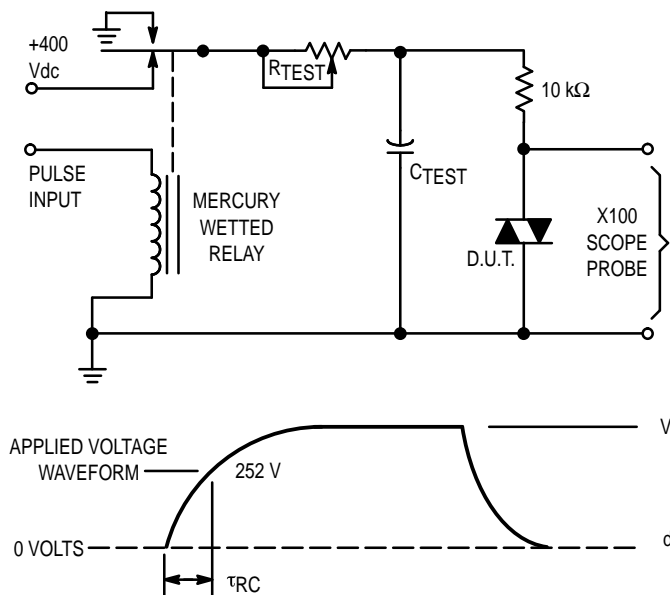 +400
Vdc
RTEST
10 kΩ
PULSE
INPUT
MERCURY
WETTED
RELAY
CTEST
D.U.T.
X100
SCOPE
PROBE
APPLIED VOLTAGE
WAVEFORM
252 V
V
0 VOLTS
τRC